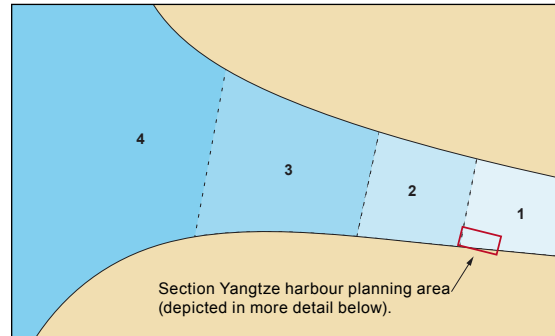 4
3
2
1
Section Yangtze harbour planning area
(depicted in more detail below).